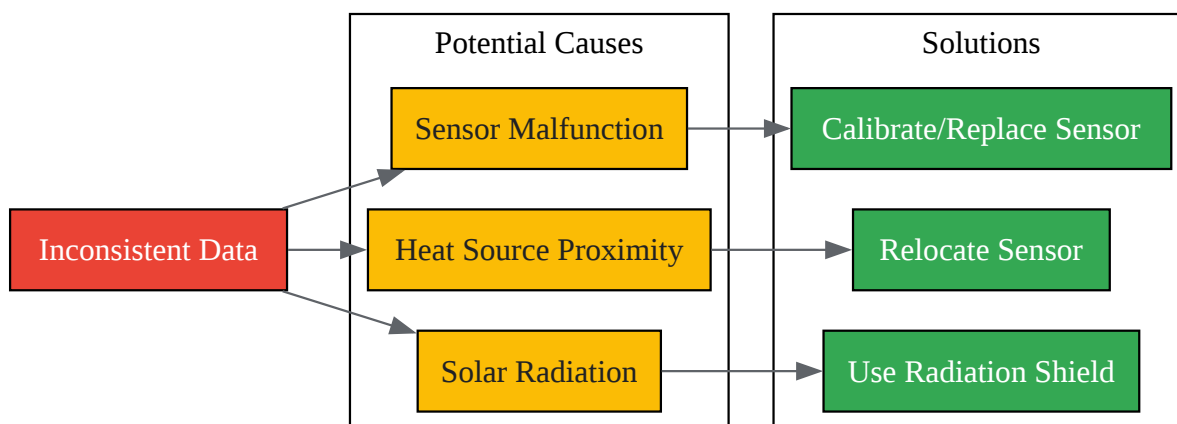 Potential Causes
Solutions
Sensor Malfunction
Calibrate/Replace Sensor
Inconsistent Data
Heat Source Proximity
Relocate Sensor
Solar Radiation
Use Radiation Shield